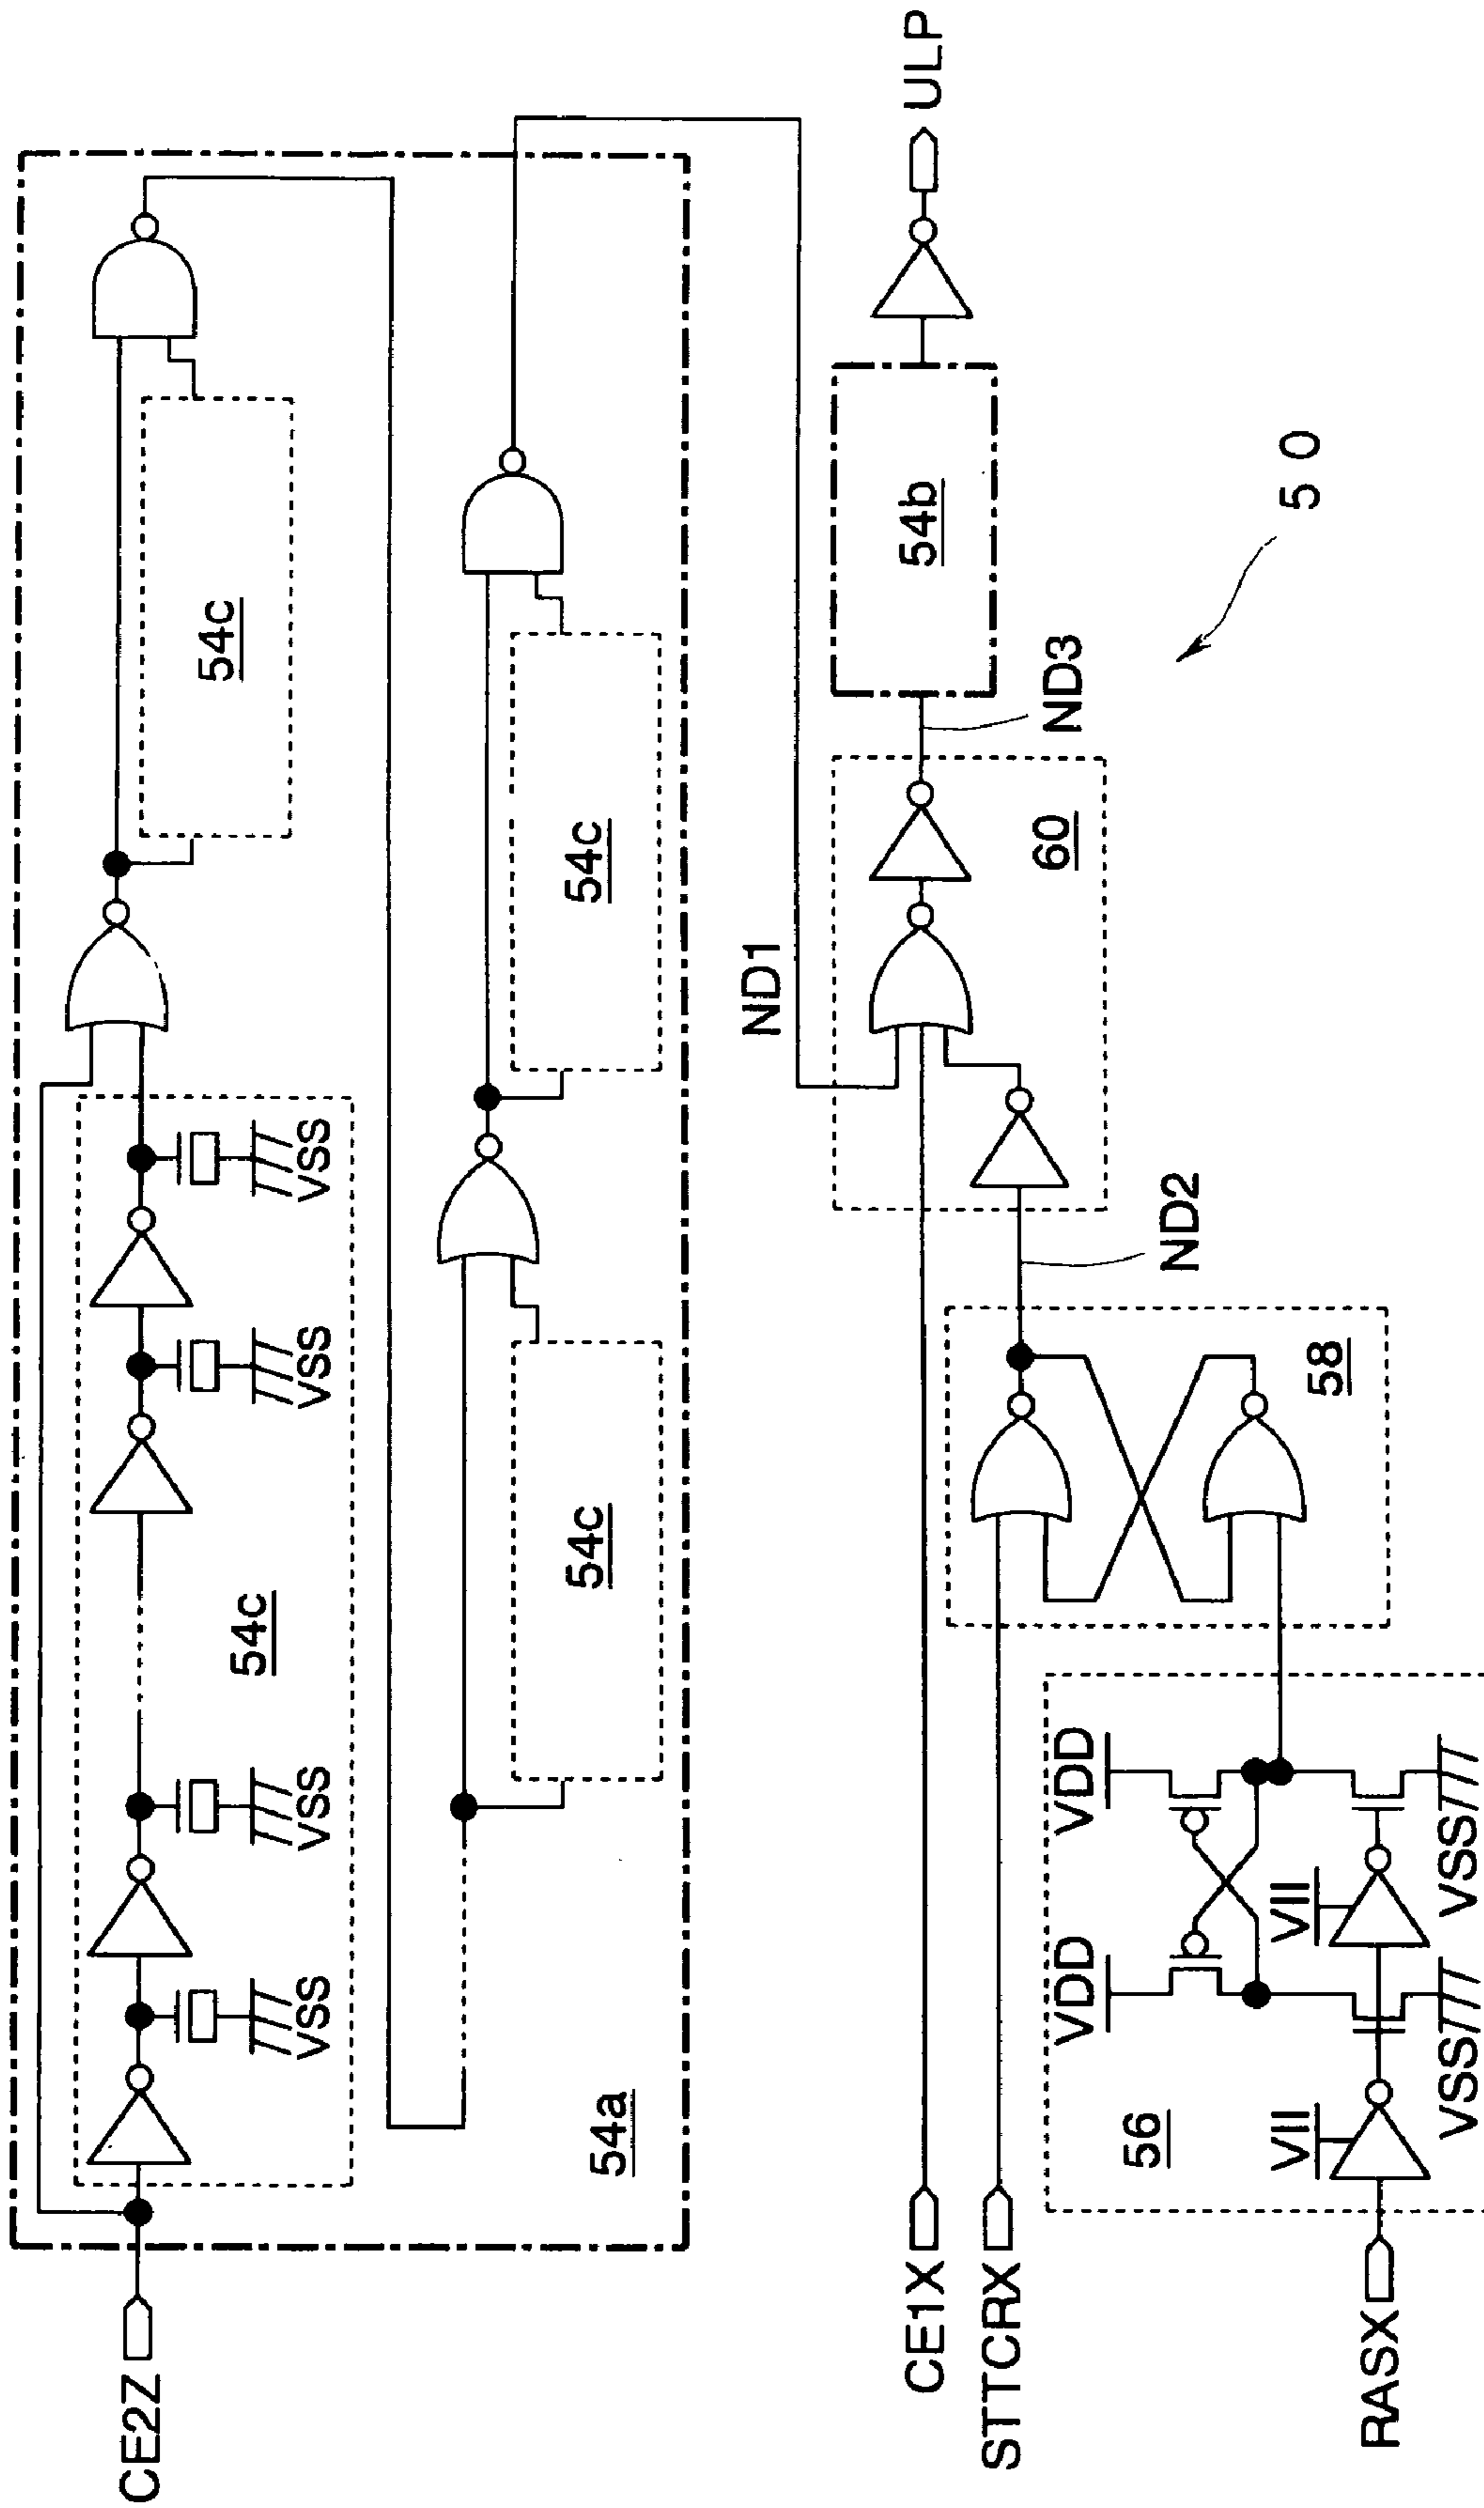 CE2Z
54c
VSS
VSS
VSS
VSS
54c
54a
54c
54c
ND1
CE1X
STTCRX
RASX
56
VDD
VDD
VII
VII
VSS
VSS
58
ND2
60
ND3
54b
ULP
50